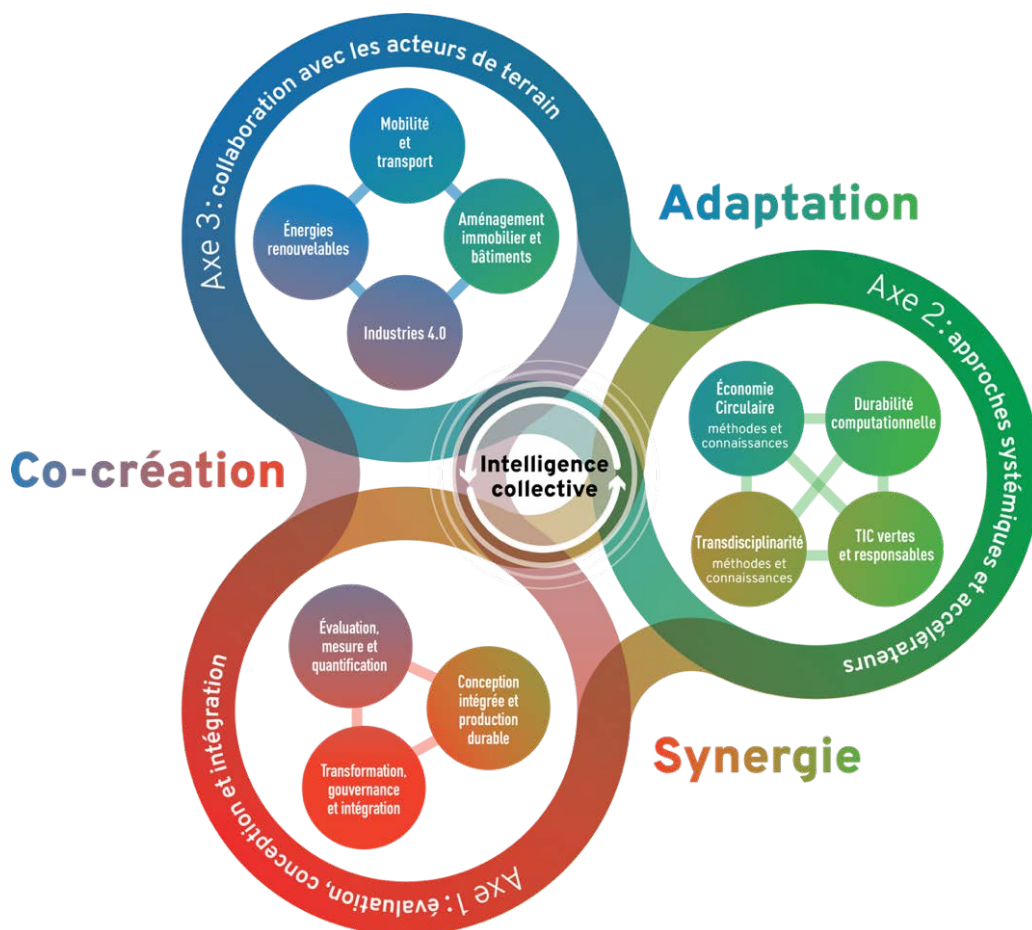 Axe 3 : collaboration avec les acteurs de terrain
Mobilité
et
transport
Énergies
renouvelables
Aménagement
immobilier et
bâtiments
Industries 4.0
Adaptation
Axe 2 : approches systémiques et accélérateurs
Économie
Circulaire
méthodes et
connaissances
Durabilité
computationnelle
Transdisciplinarité
méthodes et
connaissances
TIC vertes
et responsables
Co-création
Intelligence
collective
Synergie
Axe 1 : évaluation, conception et intégration
Évaluation,
mesure et
quantification
Conception
intégrée et
production
durable
Transformation,
gouvernance
et intégration